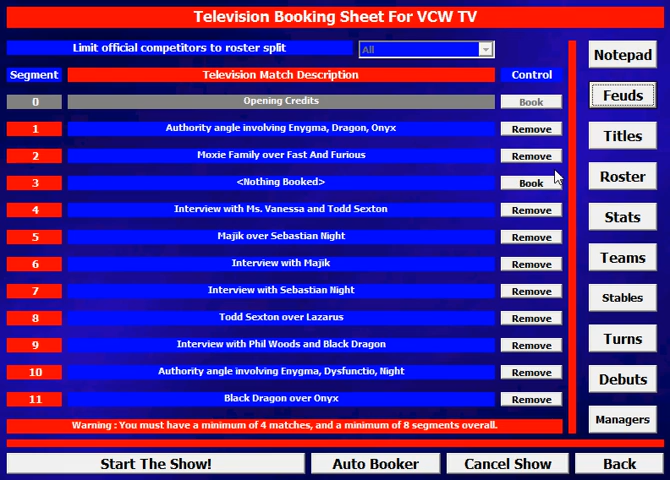 Television Booking Sheet For VCW TV
Limit official competitors to roster split All
Segment Television Match Description Control
0 Opening Credits Book
1 Authority angle involving Enygma, Dragon, Onyx Remove
2 Moxie Family over Fast And Furious Remove
3 <Nothing Booked> Book
4 Interview with Ms. Vanessa and Todd Sexton Remove
5 Majik over Sebastian Night Remove
6 Interview with Majik Remove
7 Interview with Sebastian Night Remove
8 Todd Sexton over Lazarus Remove
9 Interview with Phil Woods and Black Dragon Remove
10 Authority angle involving Enygma, Dysfunctio, Night Remove
11 Black Dragon over Onyx Remove
Warning : You must have a minimum of 4 matches, and a minimum of 8 segments overall.
Notepad
Feuds
Titles
Roster
Stats
Teams
Stables
Turns
Debuts
Managers
Start The Show! Auto Booker Cancel Show Back